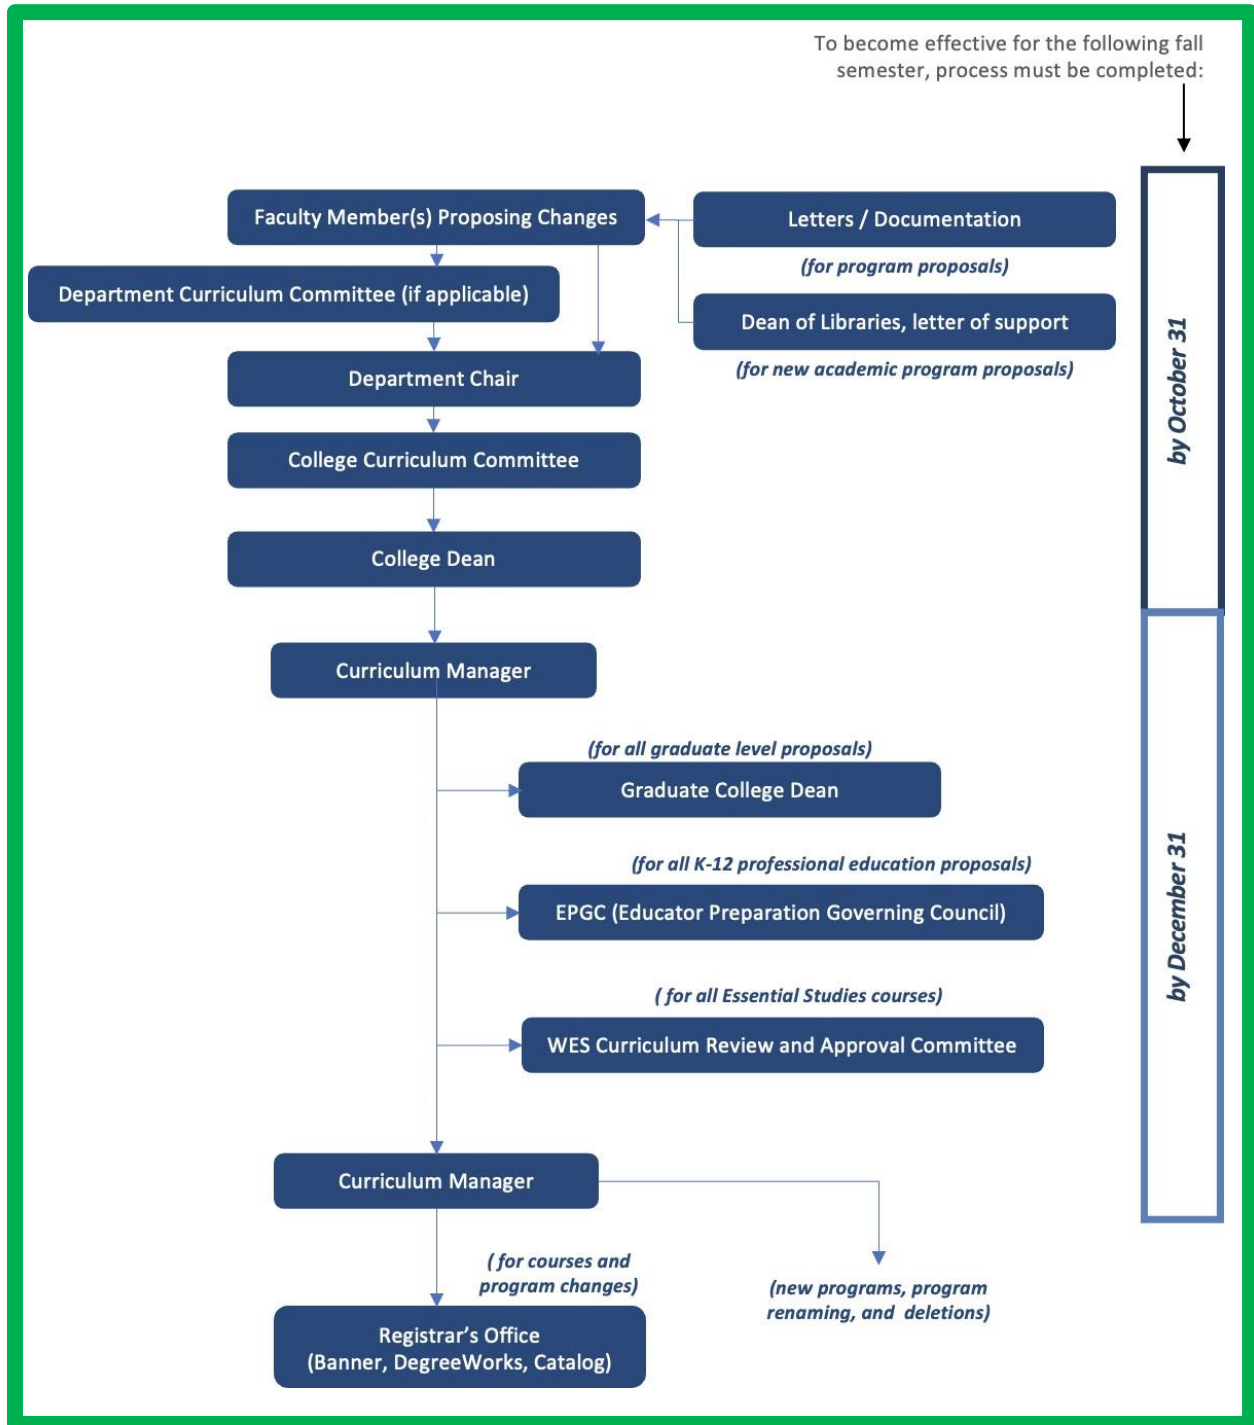 To become effective for the following fall
semester, process must be completed:
Faculty Member(s) Proposing Changes
Letters / Documentation
(for program proposals)
Department Curriculum Committee (if applicable)
Dean of Libraries, letter of support
(for new academic program proposals)
Department Chair
College Curriculum Committee
College Dean
by October 31
Curriculum Manager
(for all graduate level proposals)
Graduate College Dean
(for all K-12 professional education proposals)
EPGC (Educator Preparation Governing Council)
( for all Essential Studies courses)
WES Curriculum Review and Approval Committee
by December 31
Curriculum Manager
( for courses and
program changes)
(new programs, program
renaming, and  deletions)
Registrar's Office
(Banner, DegreeWorks, Catalog)